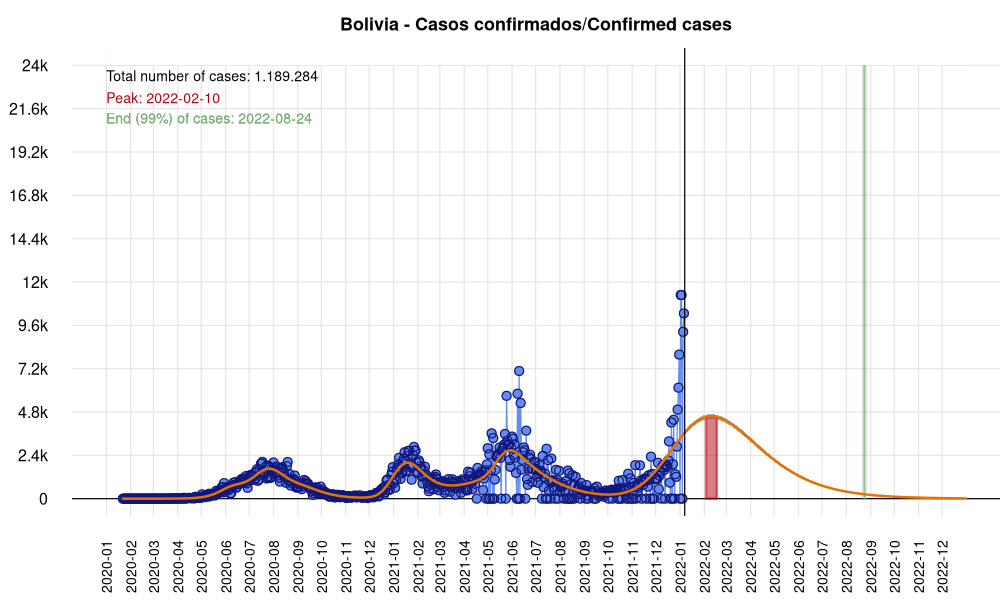 Bolivia - Casos confirmados/Confirmed cases
Total number of cases: 1.189.284
Peak: 2022-02-10
End (99%) of cases: 2022-08-24
24k
21.6k
19.2k
16.8k
14.4k
12k
9.6k
7.2k
4.8k
2.4k
0
2020-01
2020-02
2020-03
2020-04
2020-05
2020-06
2020-07
2020-08
2020-09
2020-10
2020-11
2020-12
2021-01
2021-02
2021-03
2021-04
2021-05
2021-06
2021-07
2021-08
2021-09
2021-10
2021-11
2021-12
2022-01
2022-02
2022-03
2022-04
2022-05
2022-06
2022-07
2022-08
2022-09
2022-10
2022-11
2022-12